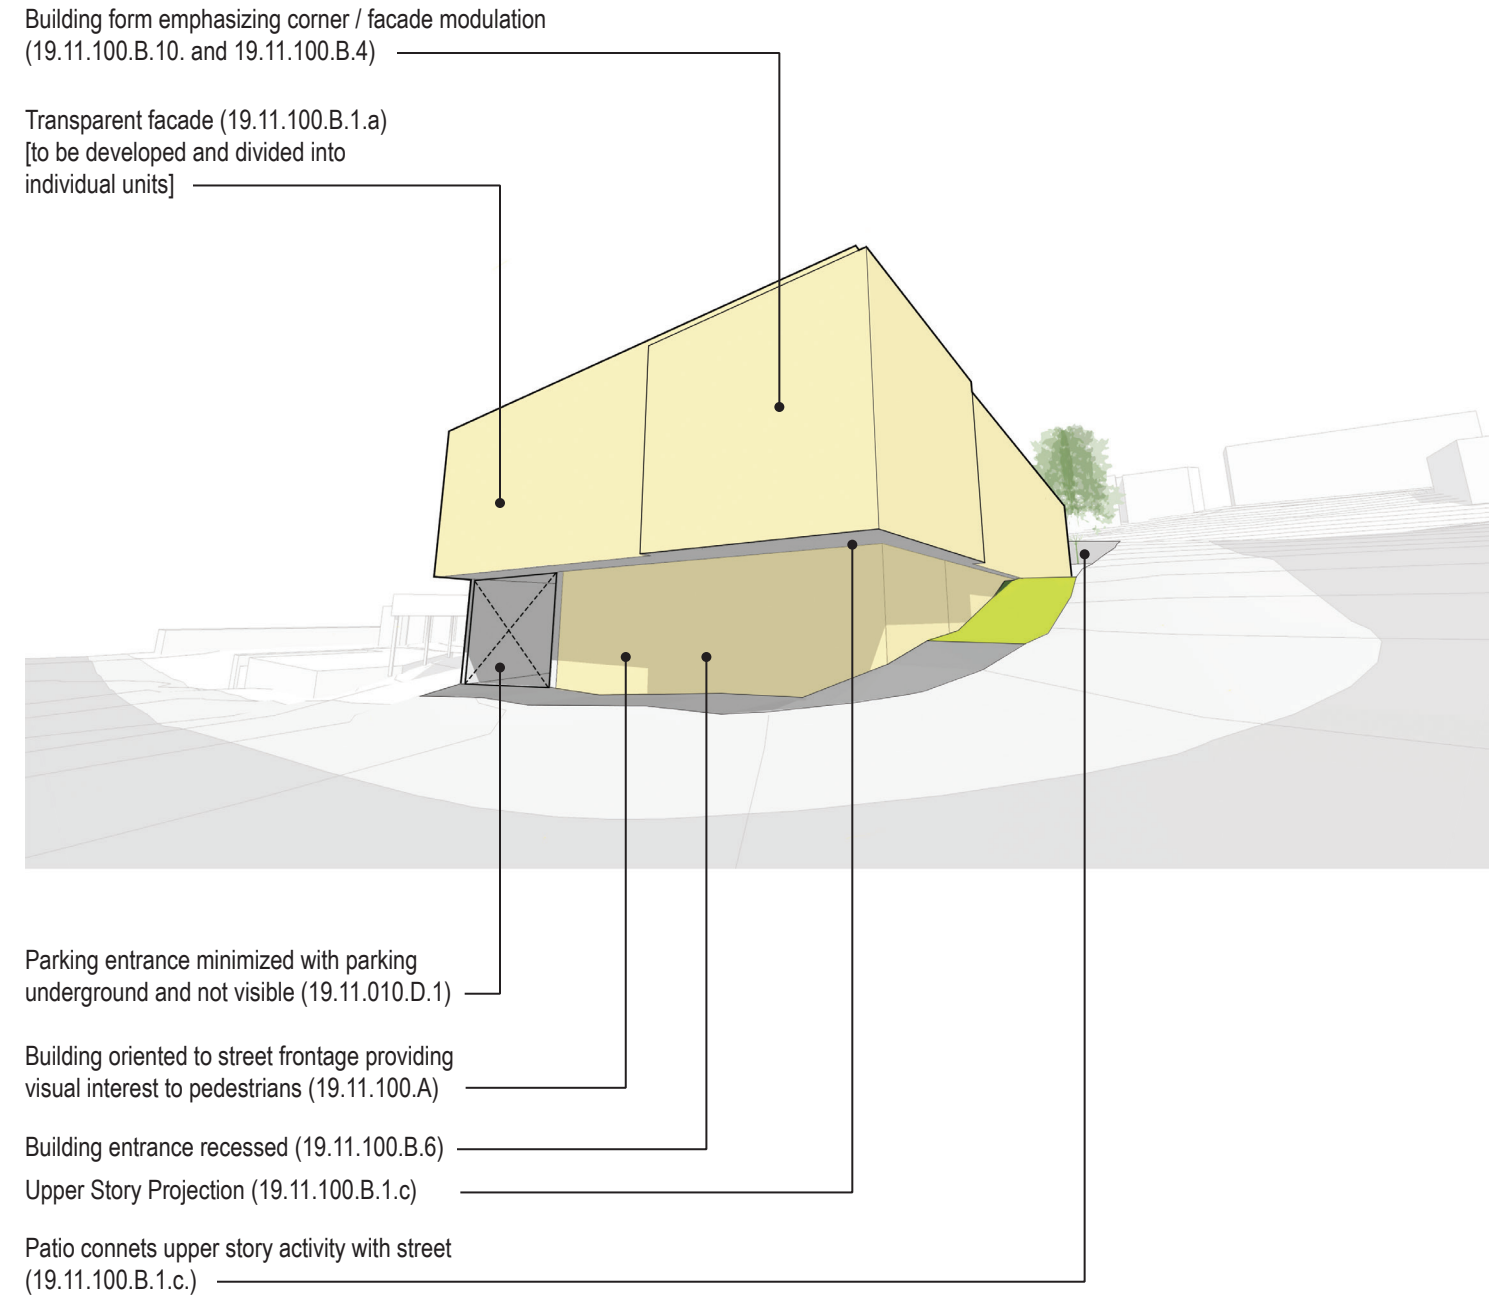 Building form emphasizing corner / facade modulation
(19.11.100.B.10. and 19.11.100.B.4)
Transparent facade (19.11.100.B.1.a)
[to be developed and divided into
individual units]
Parking entrance minimized with parking
underground and not visible (19.11.010.D.1)
Building oriented to street frontage providing
visual interest to pedestrians (19.11.100.A)
Building entrance recessed (19.11.100.B.6)
Upper Story Projection (19.11.100.B.1.c)
Patio connets upper story activity with street
(19.11.100.B.1.c.)